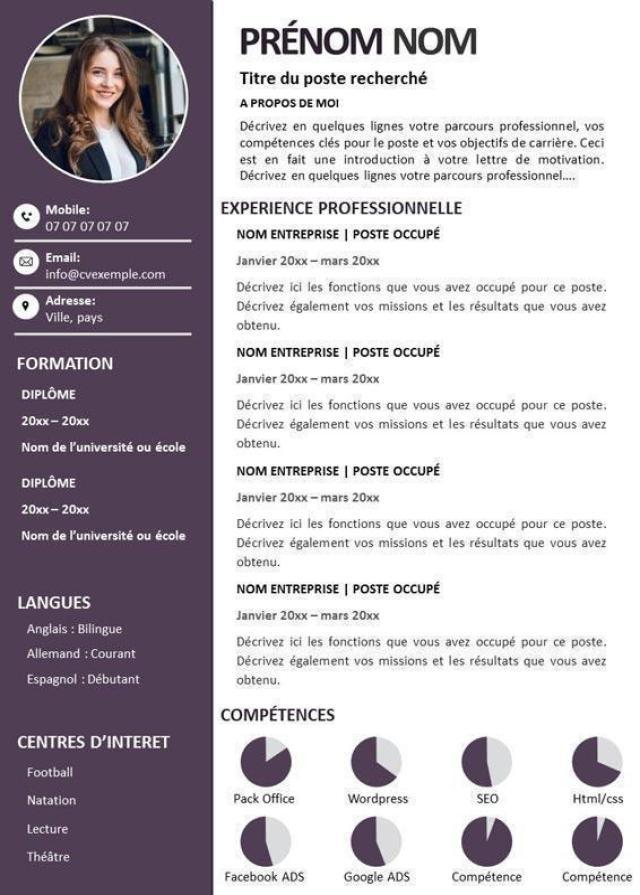 PRÉNOM NOM
Titre du poste recherché
A PROPOS DE MOI
Décrivez en quelques lignes votre parcours professionnel, vos
compétences clés pour le poste et vos objectifs de carrière. Ceci
est en fait une introduction à votre lettre de motivation.
Décrivez en quelques lignes votre parcours professionnel....
Mobile:
07 07 07 07 07
Email:
info@cvexemple.com
Adresse:
Ville, pays
FORMATION
DIPLÔME
20xx – 20xx
Nom de l'université ou école
DIPLÔME
20xx – 20xx
Nom de l'université ou école
LANGUES
Anglais : Bilingue
Allemand : Courant
Espagnol : Débutant
CENTRES D'INTERET
Football
Natation
Lecture
Théâtre
EXPERIENCE PROFESSIONNELLE
NOM ENTREPRISE | POSTE OCCUPÉ
Janvier 20xx – mars 20xx
Décrivez ici les fonctions que vous avez occupé pour ce poste.
Décrivez également vos missions et les résultats que vous avez
obtenu.
NOM ENTREPRISE | POSTE OCCUPÉ
Janvier 20xx – mars 20xx
Décrivez ici les fonctions que vous avez occupé pour ce poste.
Décrivez également vos missions et les résultats que vous avez
obtenu.
NOM ENTREPRISE | POSTE OCCUPÉ
Janvier 20xx – mars 20xx
Décrivez ici les fonctions que vous avez occupé pour ce poste.
Décrivez également vos missions et les résultats que vous avez
obtenu.
NOM ENTREPRISE | POSTE OCCUPÉ
Janvier 20xx – mars 20xx
Décrivez ici les fonctions que vous avez occupé pour ce poste.
Décrivez également vos missions et les résultats que vous avez
obtenu.
COMPÉTENCES
Pack Office Wordpress SEO Html/css
Facebook ADS Google ADS Compétence Compétence